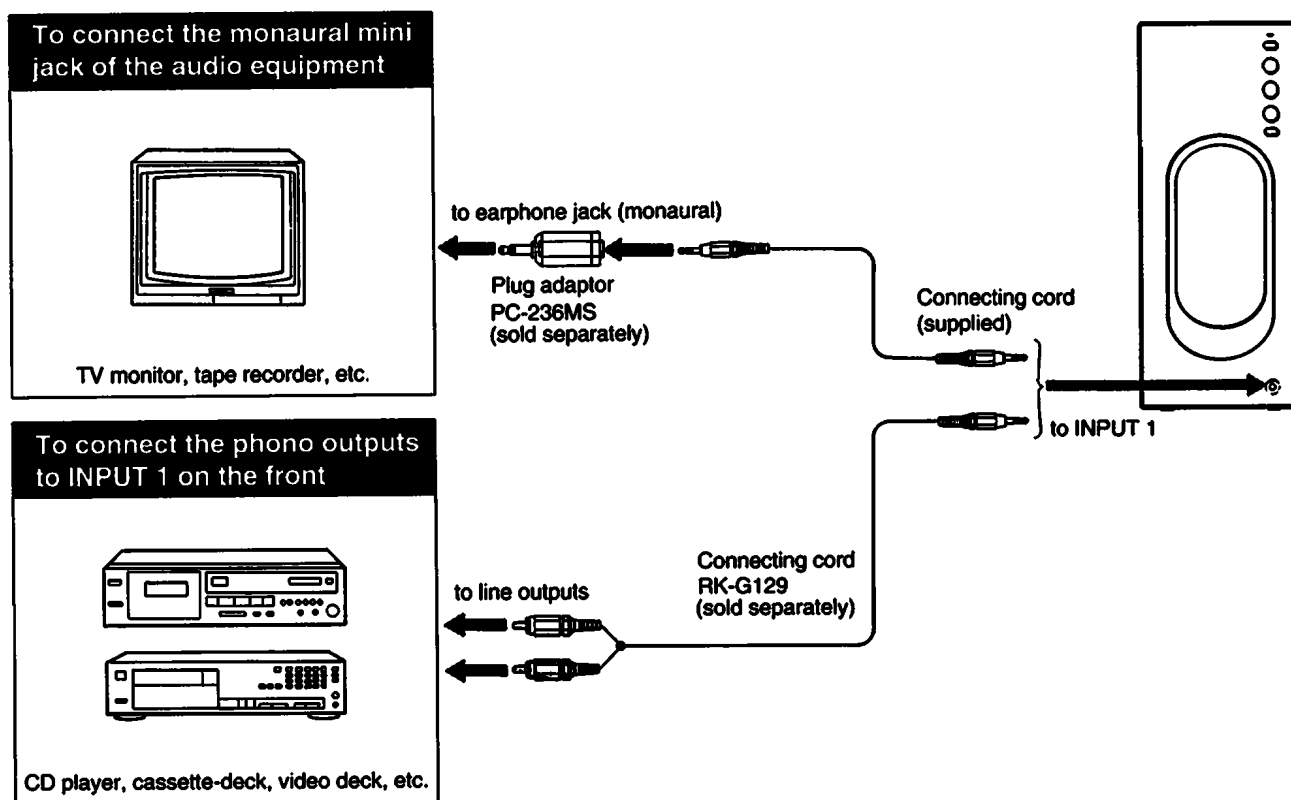 To connect the monaural mini
jack of the audio equipment
TV monitor, tape recorder, etc.
to earphone jack (monaural)
Plug adaptor
PC-236MS
(sold separately)
Connecting cord
(supplied)
to INPUT 1
To connect the phono outputs
to INPUT 1 on the front
CD player, cassette-deck, video deck, etc.
to line outputs
Connecting cord
RK-G129
(sold separately)